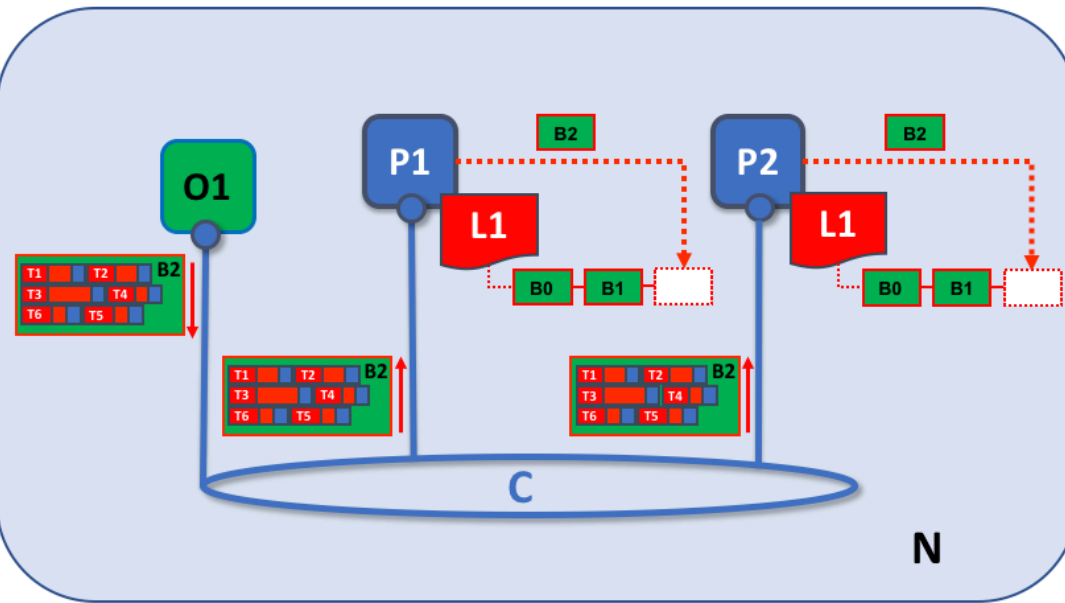 B2
B2
P1
P2
O1
L1
L1
T1 T2 B2
T3 T4
T6 T5
B0 B1
B0 B1
T1 T2 B2
T3 T4
T6 T5
T1 T2 B2
T3 T4
T6 T5
C
N